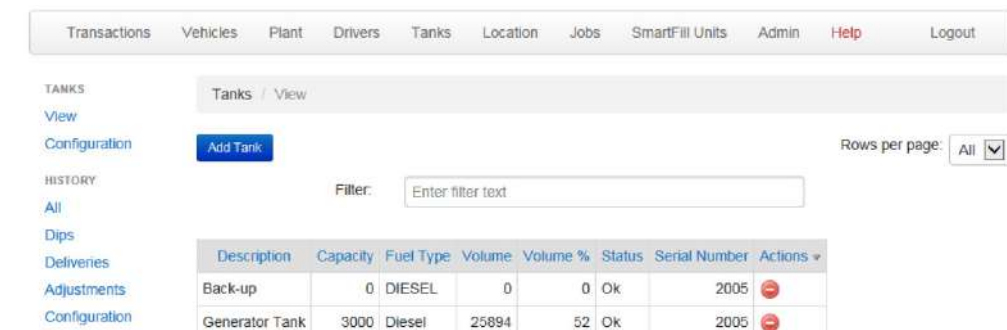 Transactions Vehicles Plant Drivers Tanks Location Jobs SmartFill Units Admin Help Logout
TANKS
View
Configuration
HISTORY
All
Dips
Deliveries
Adjustments
Configuration
Tanks / View
Add Tank
Rows per page: All
Filter: Enter filter text
Description Capacity Fuel Type Volume Volume % Status Serial Number Actions
Back-up 0 DIESEL 0 0 Ok 2005
Generator Tank 3000 Diesel 25894 52 Ok 2005